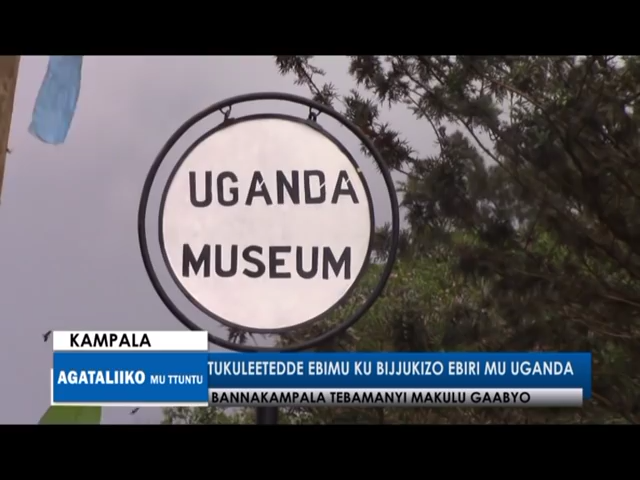 UGANDA
MUSEUM
KAMPALA
AGATALIIKO MU TTUNTU
TUKULEETEDDE EBIMU KU BIJJUKIZO EBIRI MU UGANDA
BANNAKAMPALA TEBAMANYI MAKULU GAABYO